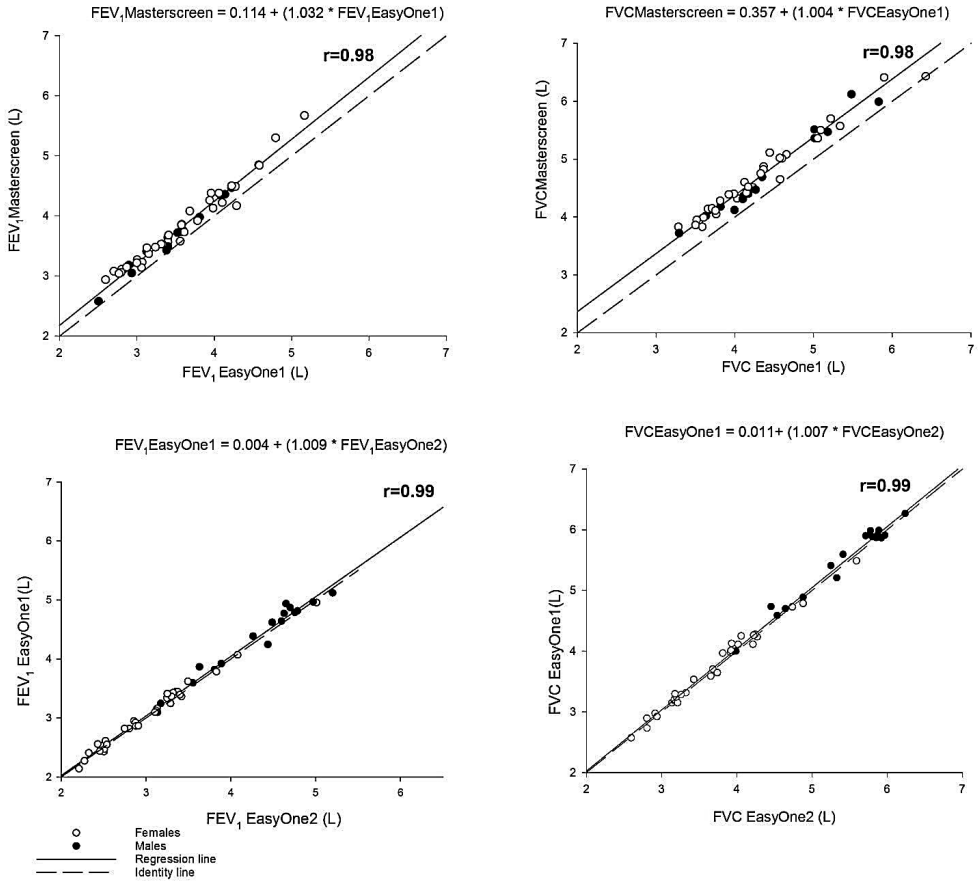 FEV1Masterscreen = 0.114 + (1.032 * FEV1EasyOne1)
r=0.98
7
6
5
4
3
2
FEV1Masterscreen (L)
2 3 4 5 6 7
FEV1 EasyOne1 (L)
FVCMasterscreen = 0.357 + (1.004 * FVCEasyOne1)
r=0.98
7
6
5
4
3
2
FVCMasterscreen (L)
2 3 4 5 6 7
FVC EasyOne1 (L)
FEV1EasyOne1 = 0.004 + (1.009 * FEV1EasyOne2)
r=0.99
7
6
5
4
3
2
FEV1 EasyOne1(L)
2 3 4 5 6
FEV1 EasyOne2 (L)
FVCEasyOne1 = 0.011+ (1.007 * FVCEasyOne2)
r=0.99
7
6
5
4
3
2
FVC EasyOne1(L)
2 3 4 5 6 7
FVC EasyOne2 (L)
Females
Males
Regression line
Identity line